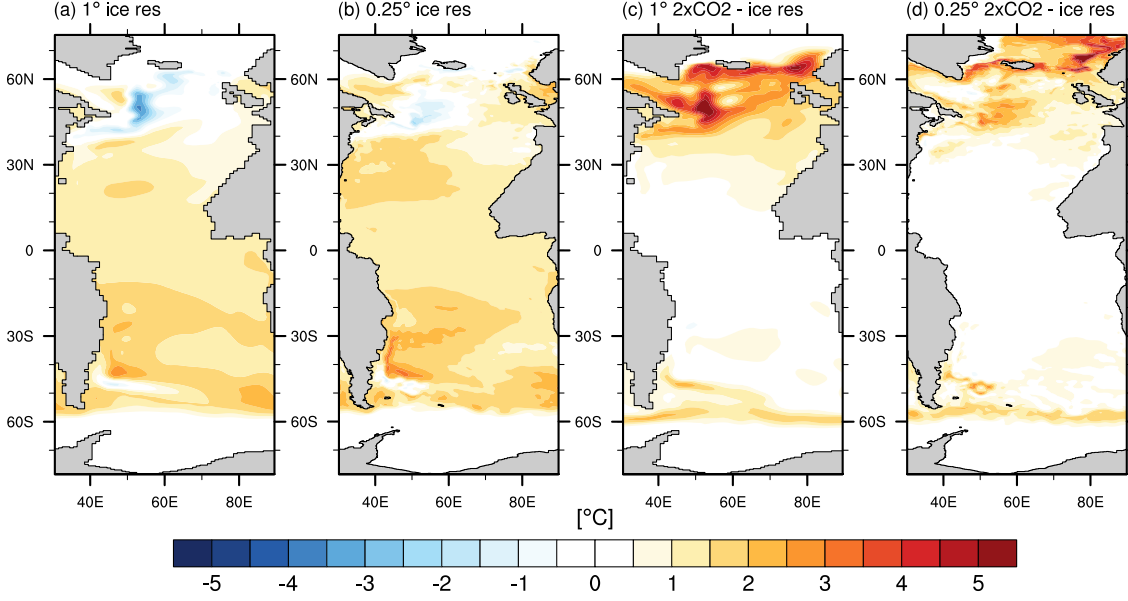 (a) 1° ice res (b) 0.25° ice res (c) 1° 2xCO2 - ice res (d) 0.25° 2xCO2 - ice res
60N 60N 60N
30N 30N 30N
0 0 0
30S 30S 30S
60S 60S 60S
40E 60E 80E 40E 60E 80E 40E 60E 80E 40E 60E 80E
[°C]
-5 -4 -3 -2 -1 0 1 2 3 4 5